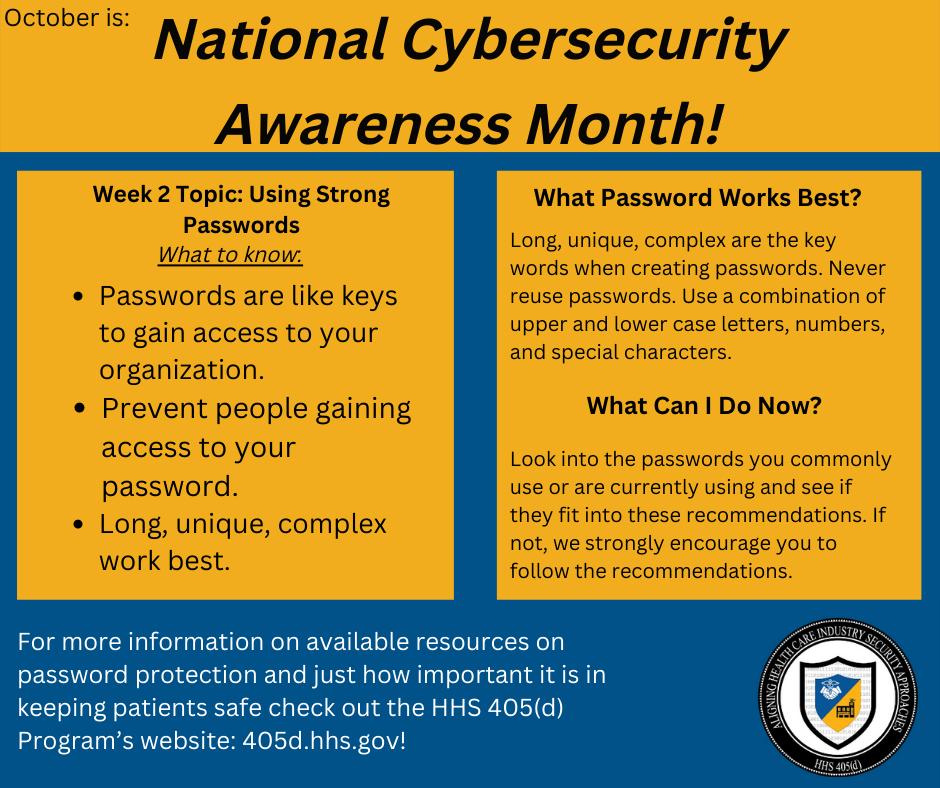 October is:
National Cybersecurity
Awareness Month!
Week 2 Topic: Using Strong
Passwords
What to know:
• Passwords are like keys
to gain access to your
organization.
• Prevent people gaining
access to your
password.
• Long, unique, complex
work best.
What Password Works Best?
Long, unique, complex are the key
words when creating passwords. Never
reuse passwords. Use a combination of
upper and lower case letters, numbers,
and special characters.
What Can I Do Now?
Look into the passwords you commonly
use or are currently using and see if
they fit into these recommendations. If
not, we strongly encourage you to
follow the recommendations.
For more information on available resources on
password protection and just how important it is in
keeping patients safe check out the HHS 405(d)
Program’s website: 405d.hhs.gov!
ALIGNING HEALTH CARE INDUSTRY SECURITY APPROACHES
HHS 405(d)